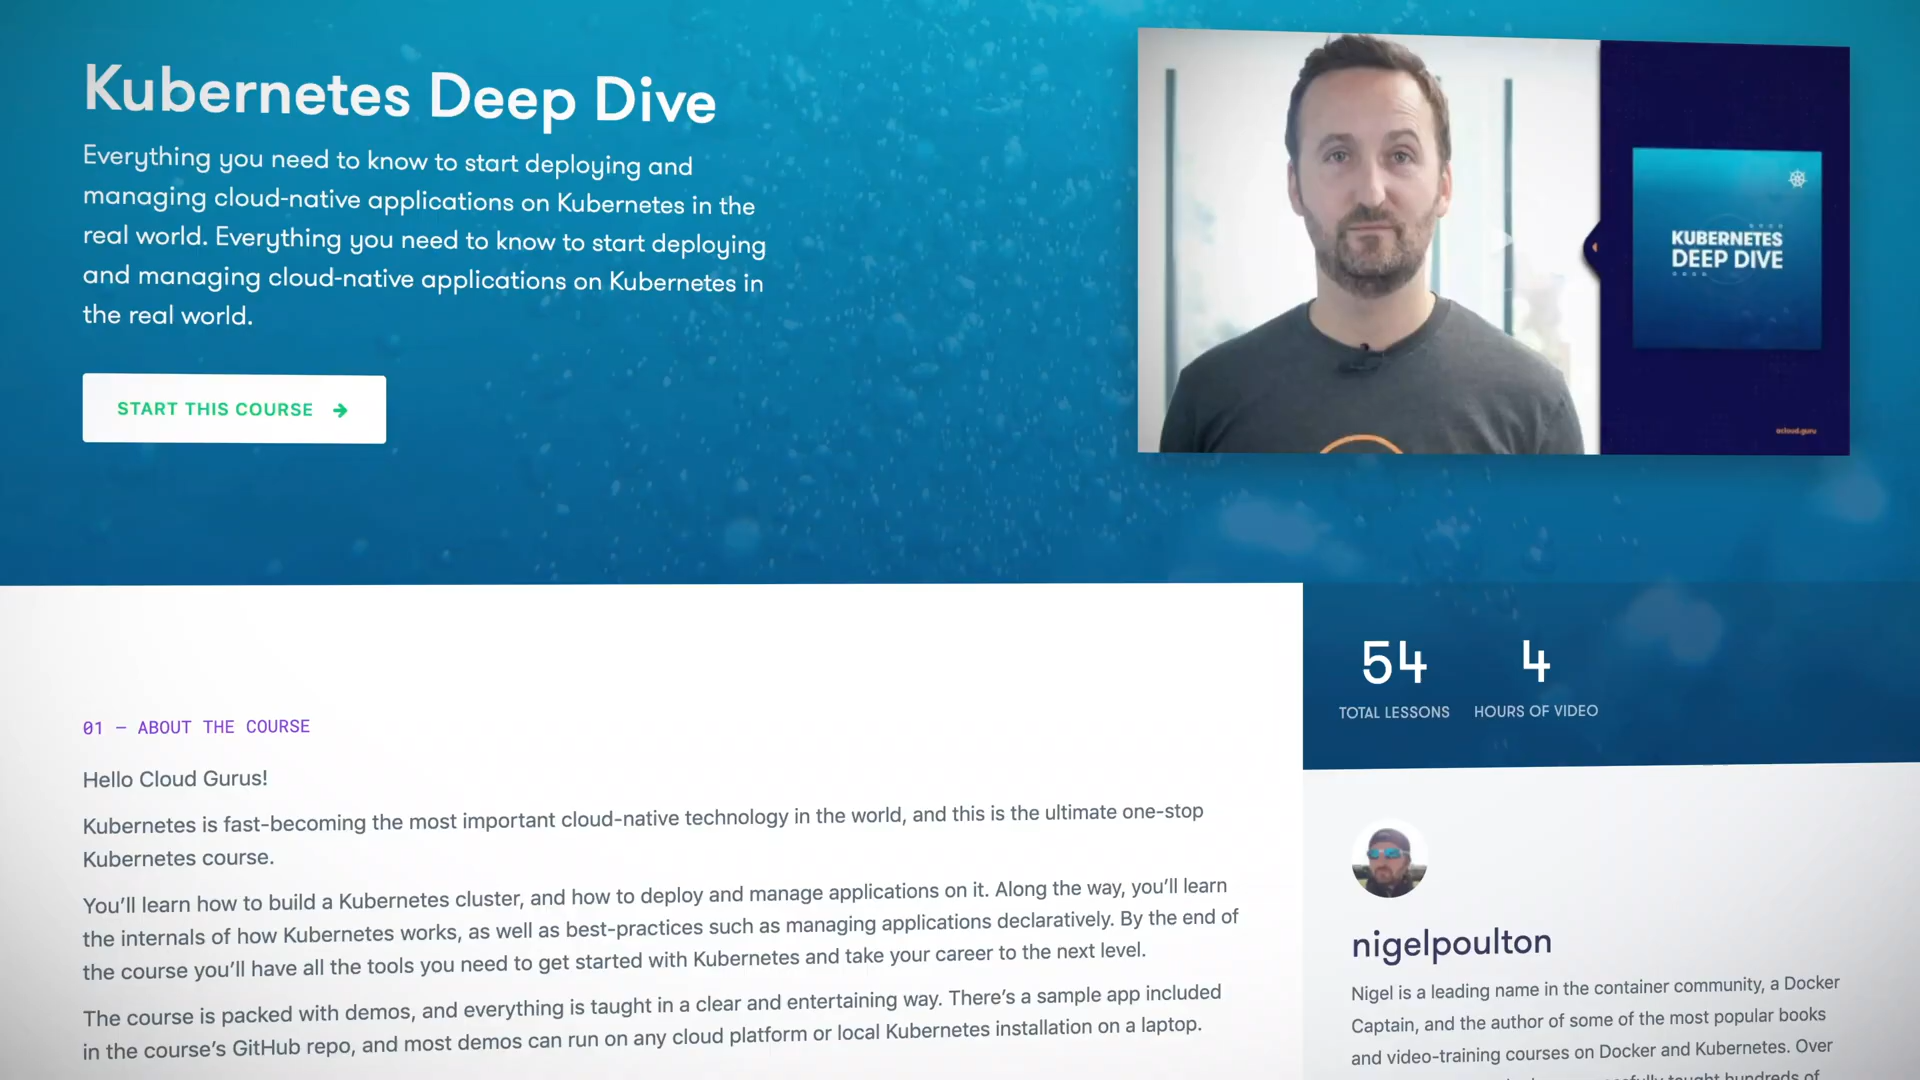 Kubernetes Deep Dive
Everything you need to know to start deploying and
managing cloud-native applications on Kubernetes in the
real world. Everything you need to know to start deploying
and managing cloud-native applications on Kubernetes in
the real world.
START THIS COURSE
KUBERNETES
DEEP DIVE
acloud.guru
54
TOTAL LESSONS
4
HOURS OF VIDEO
01 – ABOUT THE COURSE
Hello Cloud Gurus!
Kubernetes is fast-becoming the most important cloud-native technology in the world, and this is the ultimate one-stop
Kubernetes course.
You’ll learn how to build a Kubernetes cluster, and how to deploy and manage applications on it. Along the way, you’ll learn
the internals of how Kubernetes works, as well as best-practices such as managing applications declaratively. By the end of
the course you’ll have all the tools you need to get started with Kubernetes and take your career to the next level.
The course is packed with demos, and everything is taught in a clear and entertaining way. There’s a sample app included
in the course’s GitHub repo, and most demos can run on any cloud platform or local Kubernetes installation on a laptop.
nigelpoulton
Nigel is a leading name in the container community, a Docker
Captain, and the author of some of the most popular books
and video-training courses on Docker and Kubernetes. Over
taught hundreds of